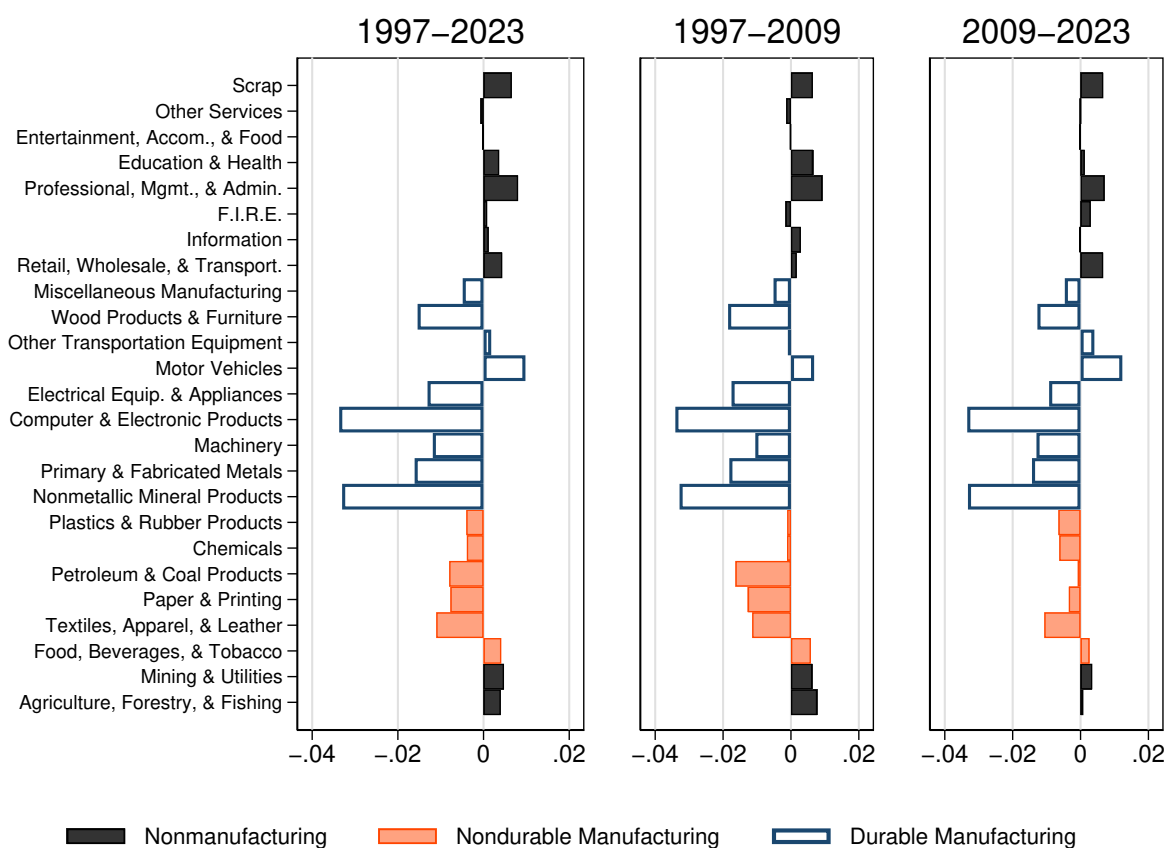 1997−2023 1997−2009 2009−2023
Scrap
Other Services
Entertainment, Accom., & Food
Education & Health
Professional, Mgmt., & Admin.
F.I.R.E.
Information
Retail, Wholesale, & Transport.
Miscellaneous Manufacturing
Wood Products & Furniture
Other Transportation Equipment
Motor Vehicles
Electrical Equip. & Appliances
Computer & Electronic Products
Machinery
Primary & Fabricated Metals
Nonmetallic Mineral Products
Plastics & Rubber Products
Chemicals
Petroleum & Coal Products
Paper & Printing
Textiles, Apparel, & Leather
Food, Beverages, & Tobacco
Mining & Utilities
Agriculture, Forestry, & Fishing
−.04 −.02 0 .02 −.04 −.02 0 .02 −.04 −.02 0 .02
Nonmanufacturing Nondurable Manufacturing Durable Manufacturing